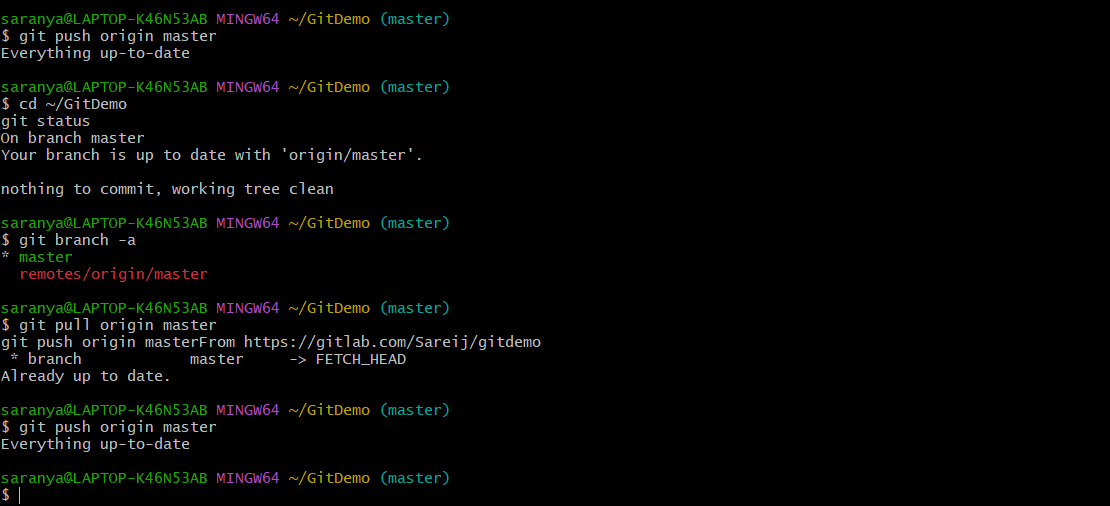 saranya@LAPTOP-K46N53AB MINGW64 ~/GitDemo (master)
$ git push origin master
Everything up-to-date
saranya@LAPTOP-K46N53AB MINGW64 ~/GitDemo (master)
$ cd ~/GitDemo
git status
On branch master
Your branch is up to date with 'origin/master'.
nothing to commit, working tree clean
saranya@LAPTOP-K46N53AB MINGW64 ~/GitDemo (master)
$ git branch -a
* master
  remotes/origin/master
saranya@LAPTOP-K46N53AB MINGW64 ~/GitDemo (master)
$ git pull origin master
git push origin masterFrom https://gitlab.com/Sareij/gitdemo
 * branch            master     -> FETCH_HEAD
Already up to date.
saranya@LAPTOP-K46N53AB MINGW64 ~/GitDemo (master)
$ git push origin master
Everything up-to-date
saranya@LAPTOP-K46N53AB MINGW64 ~/GitDemo (master)
$